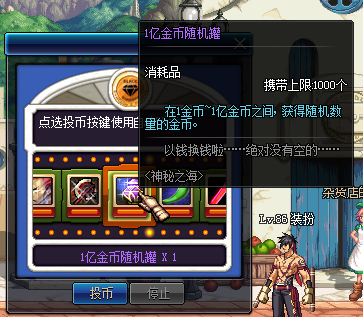 1亿金币随机罐
消耗品
携带上限1000个
在1金币~1亿金币之间, 获得随机数
量的金币。
以钱换钱啦……绝对没有空的……
<神秘之海>
点选投币按键使用
杂货店的
Lv.86 装扮
1亿金币随机罐 X 1
投币
停止